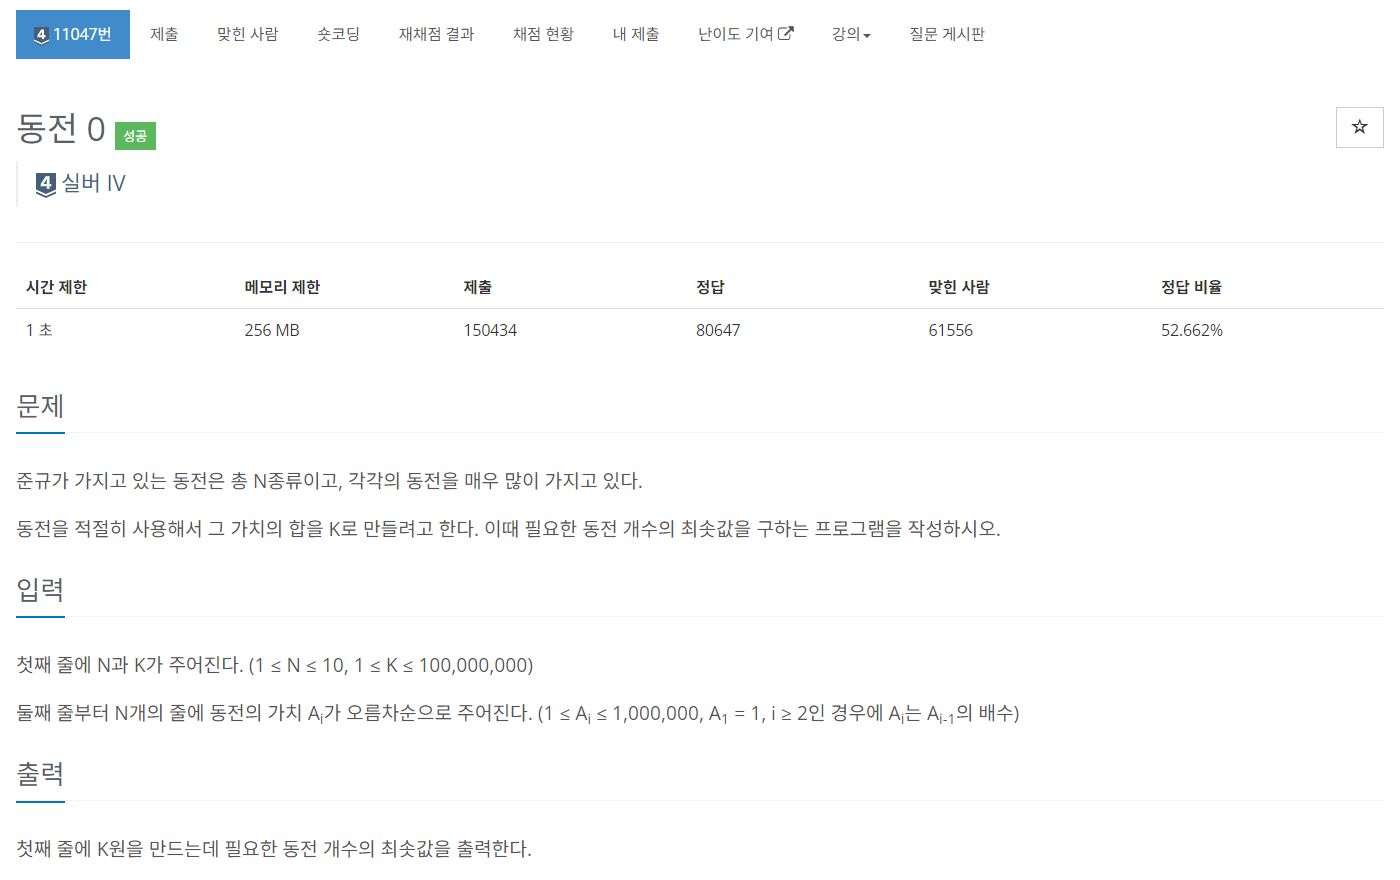 4 11047번 제출 맞힌 사람 숏코딩 재채점 결과 채점 현황 내 제출 난이도 기여 강의 질문 게시판
동전 0 성공
4 실버 IV
시간 제한 메모리 제한 제출 정답 맞힌 사람 정답 비율
1 초 256 MB 150434 80647 61556 52.662%
문제
준규가 가지고 있는 동전은 총 N종류이고, 각각의 동전을 매우 많이 가지고 있다.
동전을 적절히 사용해서 그 가치의 합을 K로 만들려고 한다. 이때 필요한 동전 개수의 최솟값을 구하는 프로그램을 작성하시오.
입력
첫째 줄에 N과 K가 주어진다. (1 ≤ N ≤ 10, 1 ≤ K ≤ 100,000,000)
둘째 줄부터 N개의 줄에 동전의 가치 Ai가 오름차순으로 주어진다. (1 ≤ Ai ≤ 1,000,000, A1 = 1, i ≥ 2인 경우에 Ai는 Ai-1의 배수)
출력
첫째 줄에 K원을 만드는데 필요한 동전 개수의 최솟값을 출력한다.